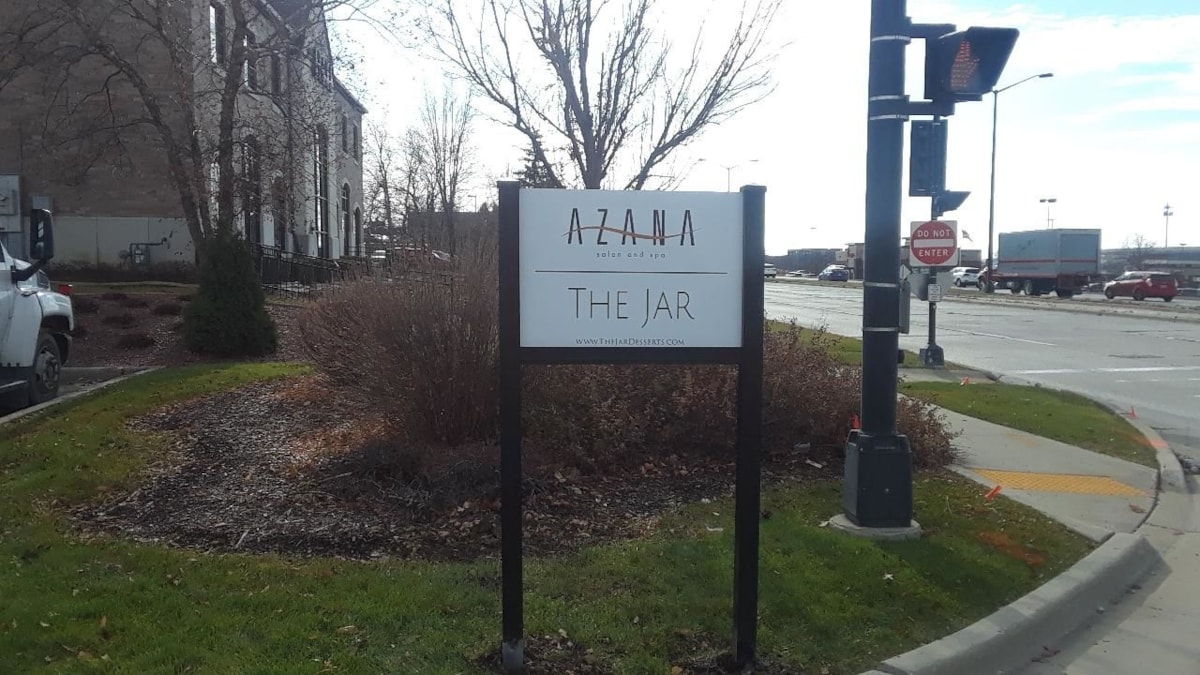 AZANA
salon and spa
THE JAR
WWW.THEJARDESSERTS.COM
DO NOT
ENTER